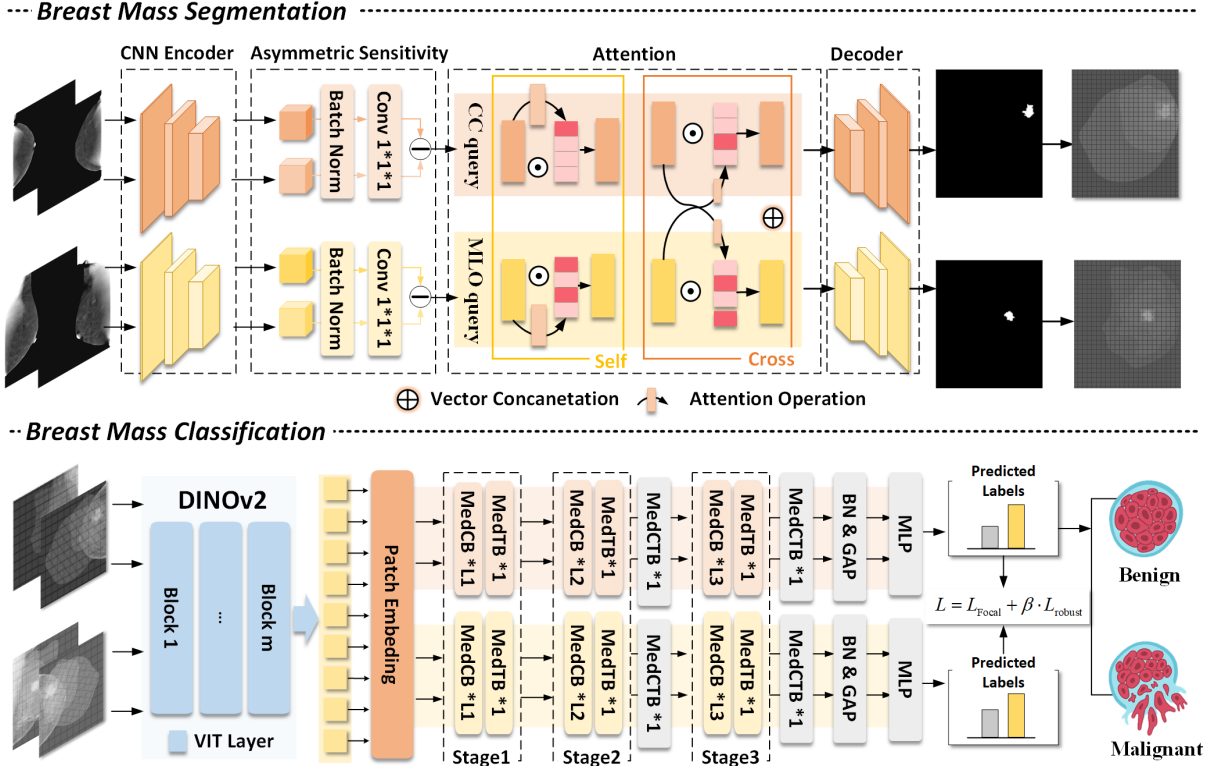 Breast Mass Segmentation
CNN Encoder
Asymmetric Sensitivity
Attention
Decoder
Batch Norm
Conv 1*1*1
CC query
Batch Norm
Conv 1*1*1
MLO query
Self
Cross
Vector Concanetation
Attention Operation
Breast Mass Classification
DINOv2
Block 1
...
Block m
VIT Layer
Patch Embeding
MedCB *L1
MedTB *1
MedCB *L2
MedTB*1
MedCTB *1
MedCB *L3
MedTB*1
MedCTB *1
BN & GAP
MLP
Predicted
Labels
Benign
L = L_Focal + β · L_robust
MedCB *L1
MedTB *1
MedCB *L2
MedTB *1
MedCTB *1
MedCB *L3
MedTB *1
MedCTB *1
BN & GAP
MLP
Predicted
Labels
Malignant
Stage1
Stage2
Stage3